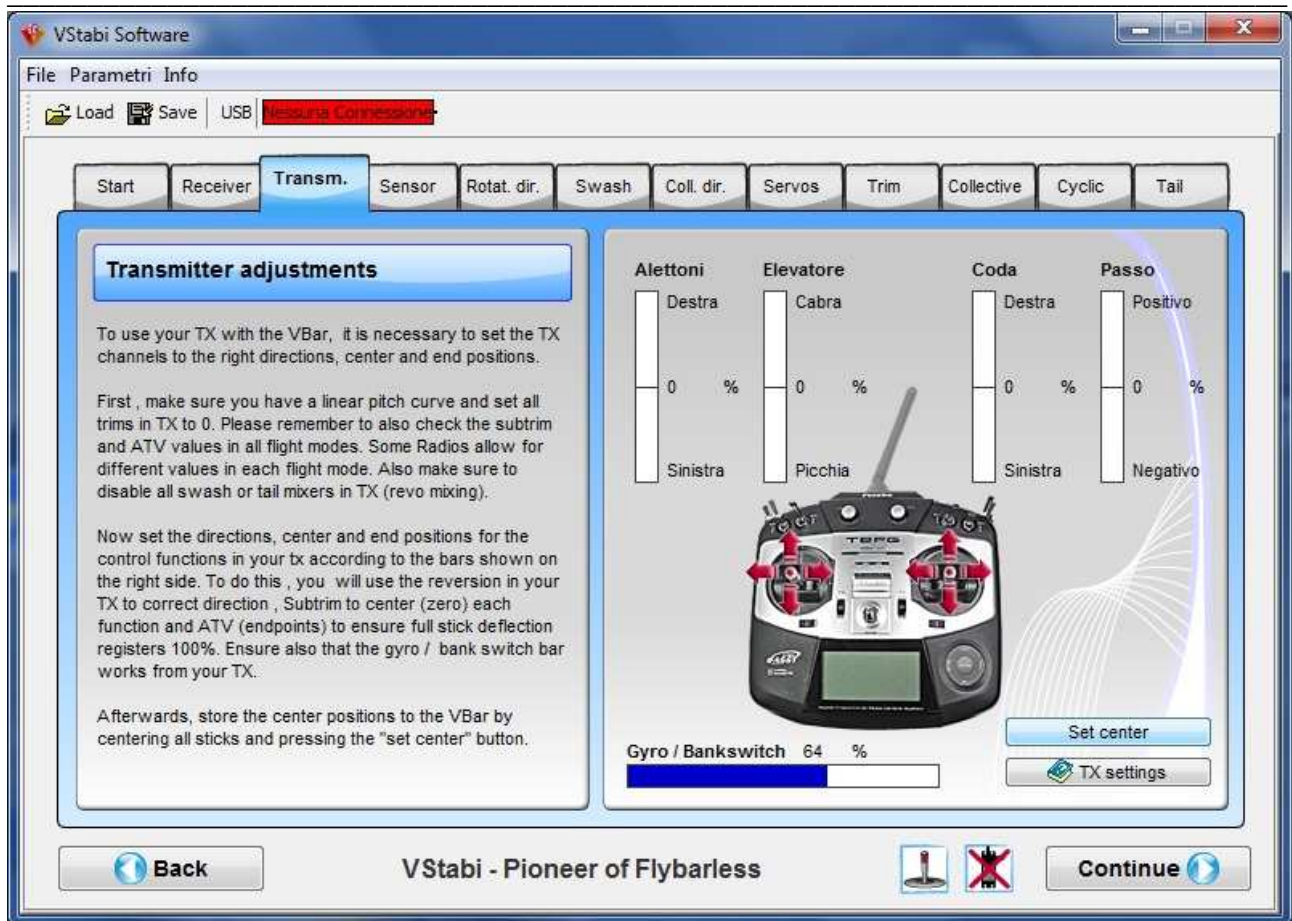 VStabi Software
File Parametri Info
Load Save USB Nessuna Connessione
Start Receiver Transm. Sensor Rotat. dir. Swash Coll. dir. Servos Trim Collective Cyclic Tail
Transmitter adjustments
To use your TX with the VBar, it is necessary to set the TX
channels to the right directions, center and end positions.
First , make sure you have a linear pitch curve and set all
trims in TX to 0. Please remember to also check the subtrim
and ATV values in all flight modes. Some Radios allow for
different values in each flight mode. Also make sure to
disable all swash or tail mixers in TX (revo mixing).
Now set the directions, center and end positions for the
control functions in your tx according to the bars shown on
the right side. To do this , you will use the reversion in your
TX to correct direction , Subtrim to center (zero) each
function and ATV (endpoints) to ensure full stick deflection
registers 100%. Ensure also that the gyro / bank switch bar
works from your TX.
Afterwards, store the center positions to the VBar by
centering all sticks and pressing the "set center" button.
Alettoni Elevatore Coda Passo
Destra Cabra Destra Positivo
0 % 0 % 0 % 0 %
Sinistra Picchia Sinistra Negativo
Futaba
T8FG
Gyro / Bankswitch 64 %
Set center
TX settings
Back
VStabi - Pioneer of Flybarless
Continue